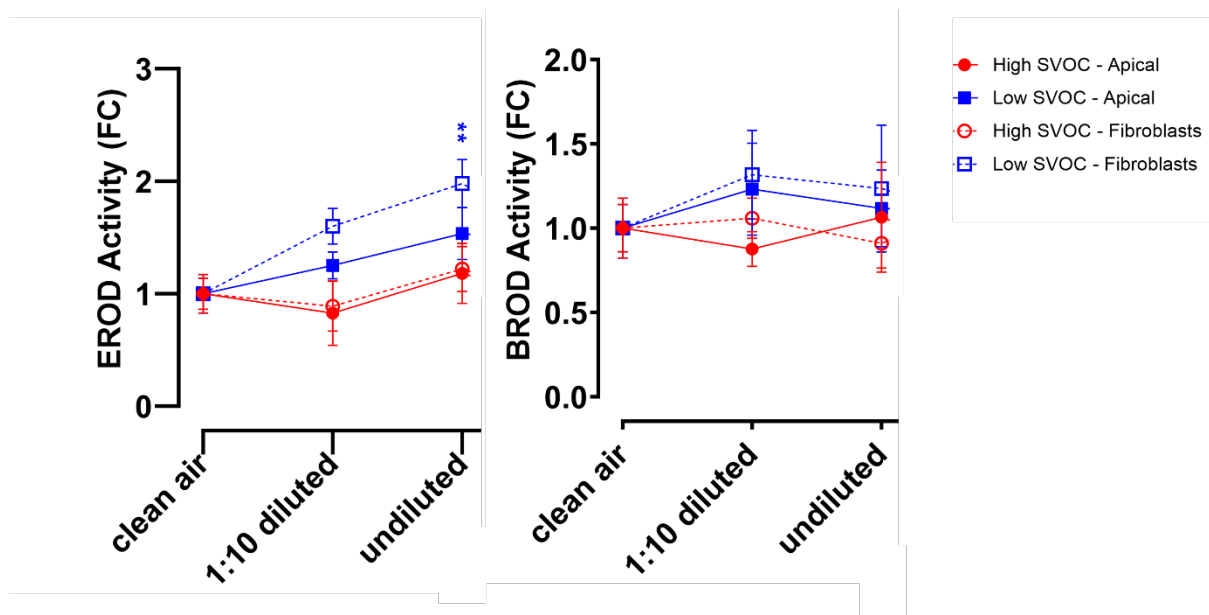 EROD Activity (FC)
3
2
1
0
**
clean air
1:10 diluted
undiluted
BROD Activity (FC)
2.0
1.5
1.0
0.5
0.0
clean air
1:10 diluted
undiluted
High SVOC - Apical
Low SVOC - Apical
High SVOC - Fibroblasts
Low SVOC - Fibroblasts